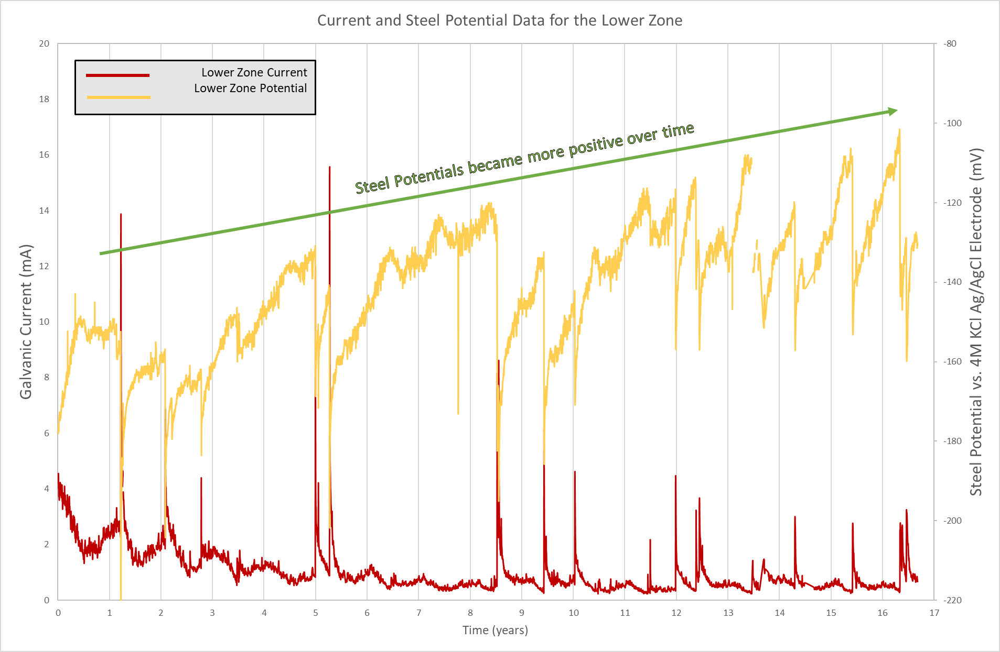 Current and Steel Potential Data for the Lower Zone
Lower Zone Current
Lower Zone Potential
Steel Potentials became more positive over time
Galvanic Current (mA)
20
18
16
14
12
10
8
6
4
2
0
-80
-100
-120
-140
-160
-180
-200
-220
Steel Potential vs. 4M KCl Ag/AgCl Electrode (mV)
0 1 2 3 4 5 6 7 8 9 10 11 12 13 14 15 16 17
Time (years)